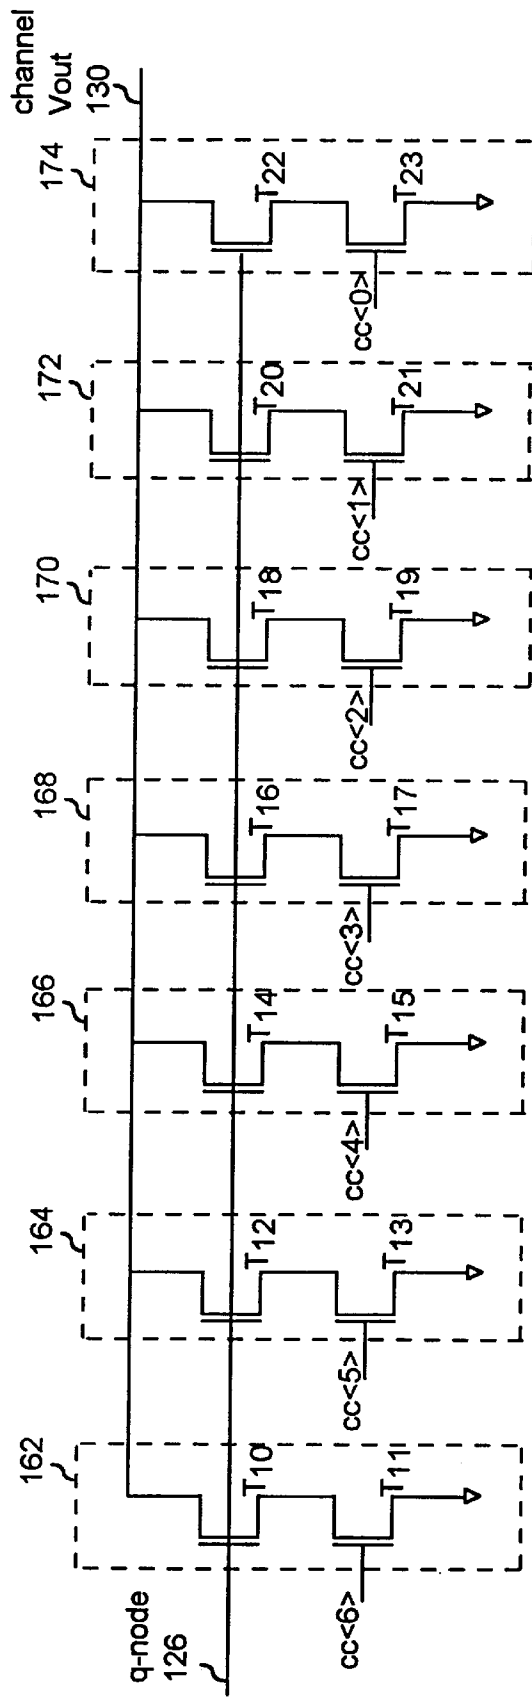 channel
Vout
130
162
164
166
168
170
172
174
q-node
126
T10
T12
T14
T16
T18
T20
T22
T11
T13
T15
T17
T19
T21
T23
cc<6>
cc<5>
cc<4>
cc<3>
cc<2>
cc<1>
cc<0>